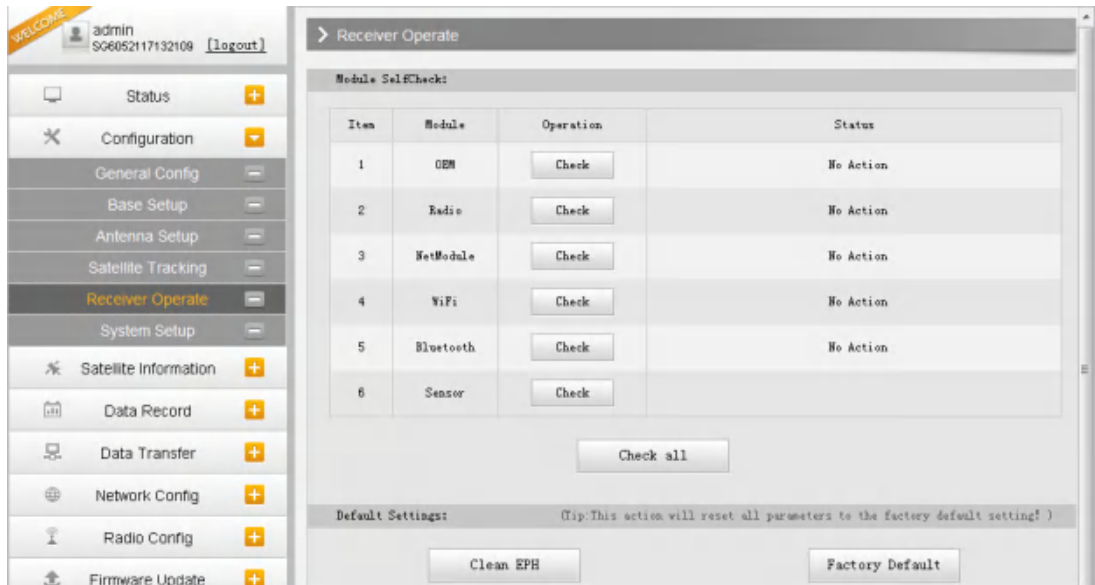 WELCOME
admin
SG6052117132109 [logout]
Status
Configuration
General Config
Base Setup
Antenna Setup
Satellite Tracking
Receiver Operate
System Setup
Satellite Information
Data Record
Data Transfer
Network Config
Radio Config
Firmware Update
Receiver Operate
Module SelfCheck:
Item Module Operation Status
1 OEM Check No Action
2 Radio Check No Action
3 NetModule Check No Action
4 WiFi Check No Action
5 Bluetooth Check No Action
6 Sensor Check
Check all
Default Settings: (Tip:This action will reset all parameters to the factory default setting! )
Clean EPH Factory Default